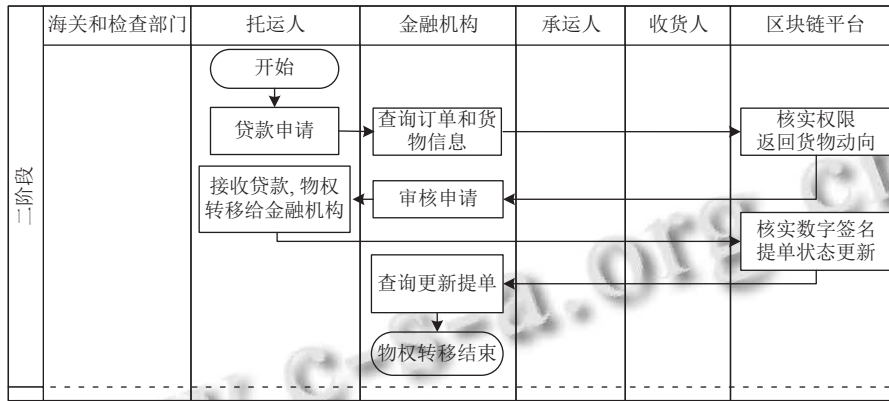 海关和检查部门
托运人
金融机构
承运人
收货人
区块链平台
二阶段
开始
贷款申请
查询订单和货
物信息
核实权限
返回货物动向
接收贷款, 物权
转移给金融机构
审核申请
核实数字签名
提单状态更新
查询更新提单
物权转移结束
www.c-s-a.org.cn